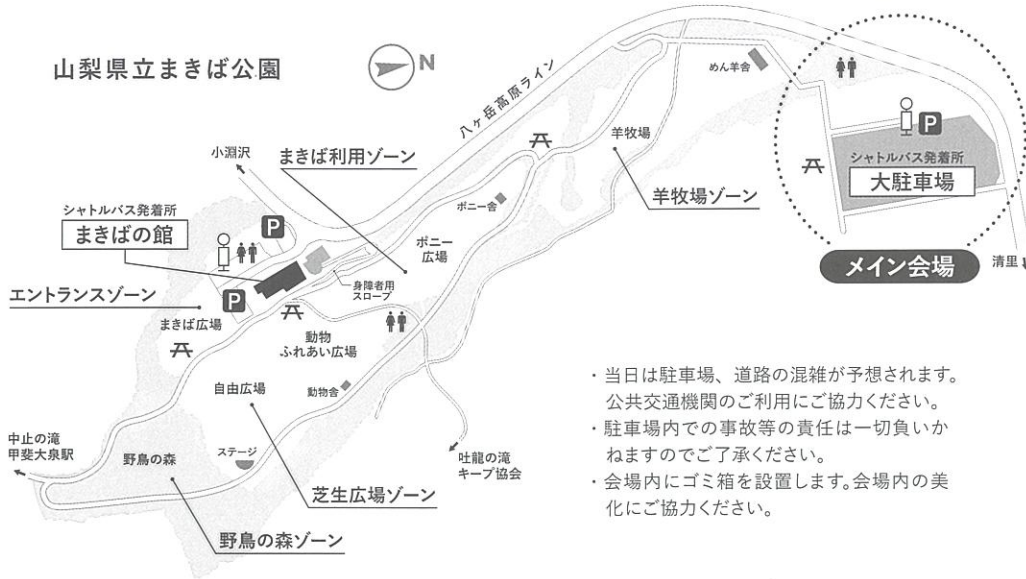 山梨県立まきば公園
N
八ヶ岳高原ライン
めん羊舎
小淵沢
まきば利用ゾーン
羊牧場
P
シャトルバス発着所
大駐車場
シャトルバス発着所
まきばの館
P
ポニー舎
羊牧場ゾーン
ポニー
広場
メイン会場
清里
エントランスゾーン
P
身障者用
スロープ
まきば広場
動物
ふれあい広場
自由広場
動物舎
中止の滝
甲斐大泉駅
野鳥の森
ステージ
吐龍の滝
キープ協会
芝生広場ゾーン
野鳥の森ゾーン
・当日は駐車場、道路の混雑が予想されます。
公共交通機関のご利用にご協力ください。
・駐車場内での事故等の責任は一切負いか
ねますのでご了承ください。
・会場内にゴミ箱を設置します。会場内の美
化にご協力ください。